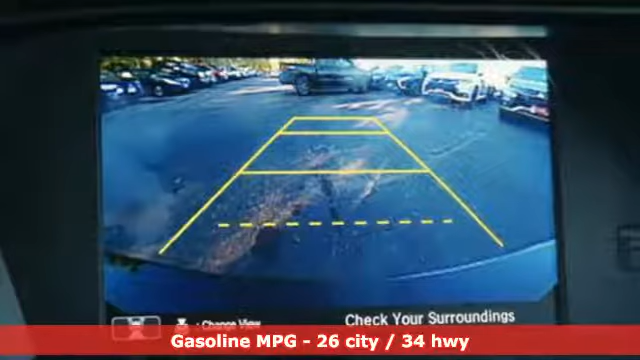 : Change View
Check Your Surroundings
Gasoline MPG - 26 city / 34 hwy